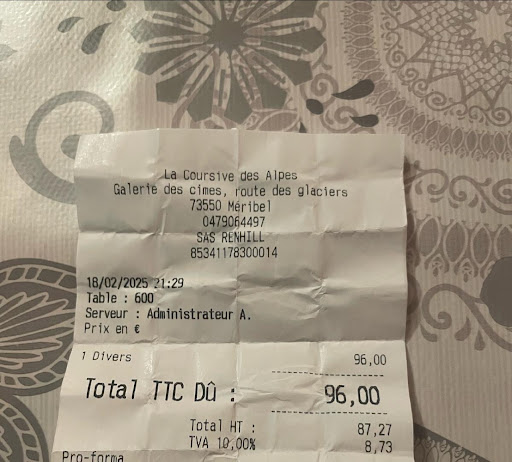 La Coursive des Alpes
Galerie des cimes, route des glaciers
73550 Méribel
0479064497
SAS RENHILL
85341178300014
18/02/2025 21:29
Table : 600
Serveur : Administrateur A.
Prix en €
1 Divers 96,00
Total TTC Dû : 96,00
Total HT : 87,27
TVA 10,00% 8,73
Pro-forma